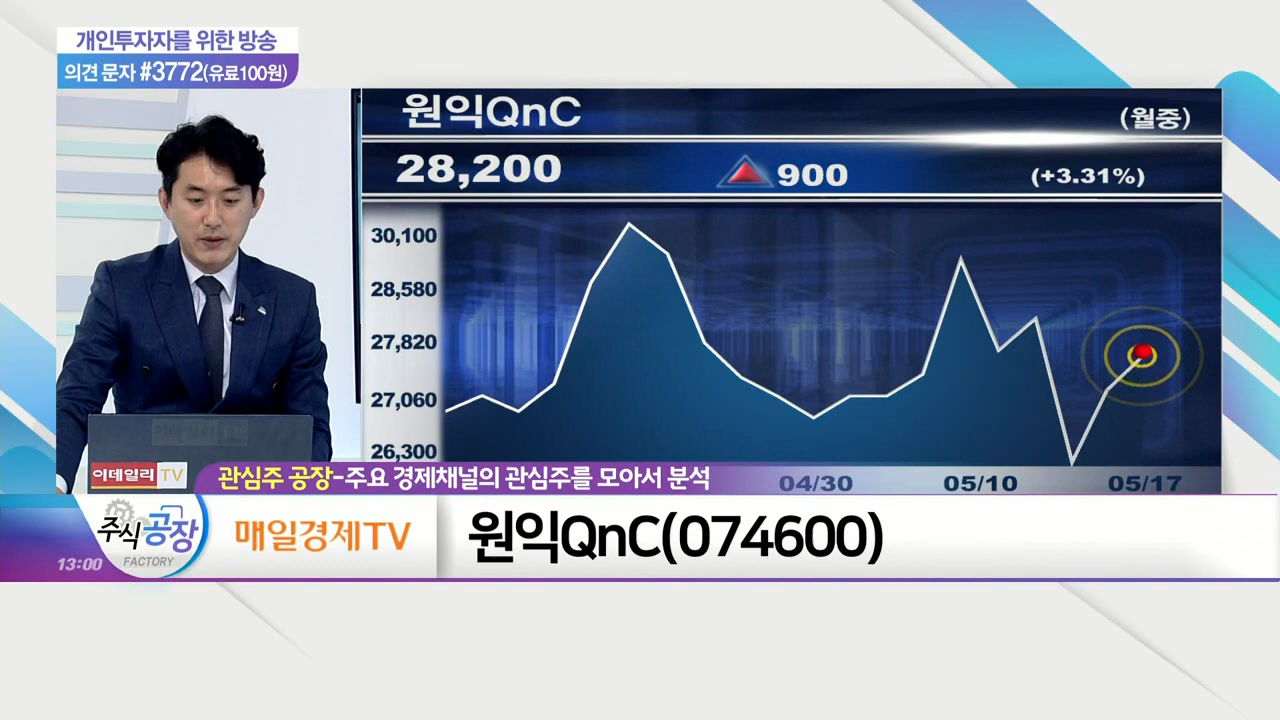 개인투자자를 위한 방송
의견 문자 #3772(유료100원)
원익QnC
(월중)
28,200 900 (+3.31%)
30,100
28,580
27,820
27,060
26,300
04/30 05/10 05/17
이데일리 TV
이데일리TV
관심주 공장-주요 경제채널의 관심주를 모아서 분석
주식공장
FACTORY
13:00
매일경제TV
원익QnC(074600)